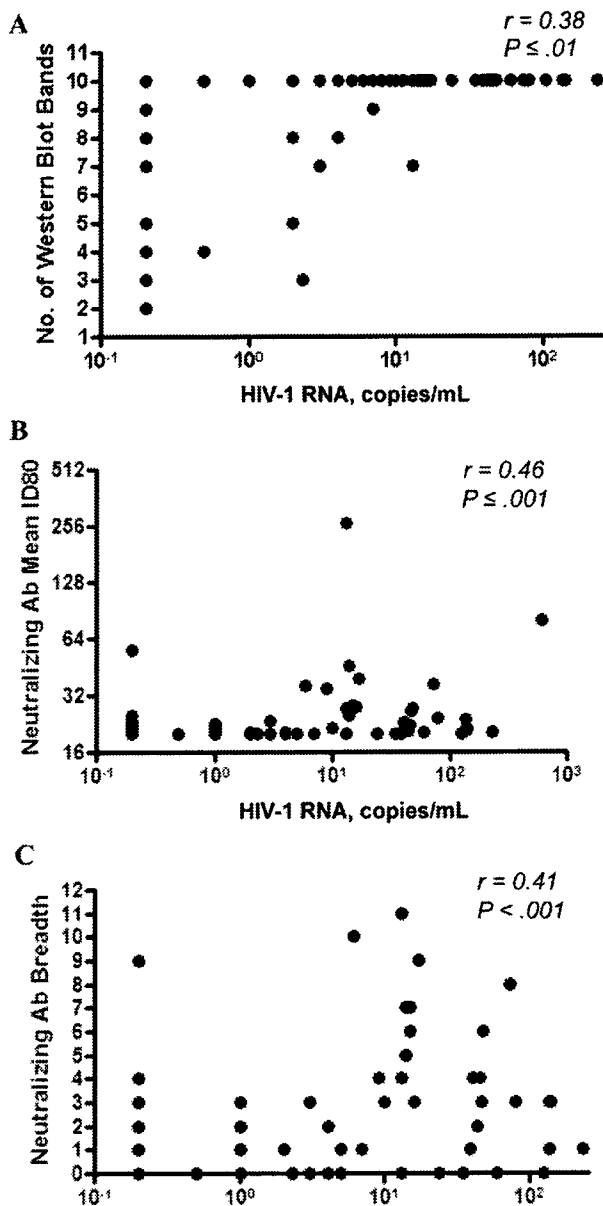 A
r = 0.38
P ≤ .01
No. of Western Blot Bands
11
10
9
8
7
6
5
4
3
2
1
10⁻¹ 10⁰ 10¹ 10²
HIV-1 RNA, copies/mL
B
r = 0.46
P ≤ .001
Neutralizing Ab Mean ID80
512
256
128
64
32
16
10⁻¹ 10⁰ 10¹ 10² 10³
HIV-1 RNA, copies/mL
C
r = 0.41
P < .001
Neutralizing Ab Breadth
12
11
10
9
8
7
6
5
4
3
2
1
0
10⁻¹ 10⁰ 10¹ 10²